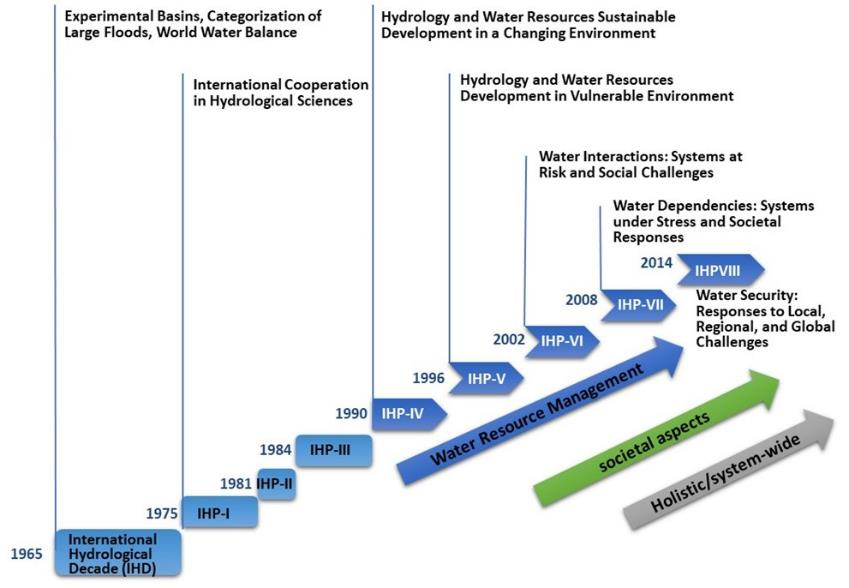 Experimental Basins, Categorization of
Large Floods, World Water Balance
Hydrology and Water Resources Sustainable
Development in a Changing Environment
International Cooperation
in Hydrological Sciences
Hydrology and Water Resources
Development in Vulnerable Environment
Water Interactions: Systems at
Risk and Social Challenges
Water Dependencies: Systems
under Stress and Societal
Responses
2014
IHPVIII
Water Security:
Responses to Local,
Regional, and Global
Challenges
2008
IHP-VII
2002
IHP-VI
1996
IHP-V
1990
IHP-IV
1984
IHP-III
1981
IHP-II
1975
IHP-I
1965
International
Hydrological
Decade (IHD)
Water Resource Management
societal aspects
Holistic/system-wide